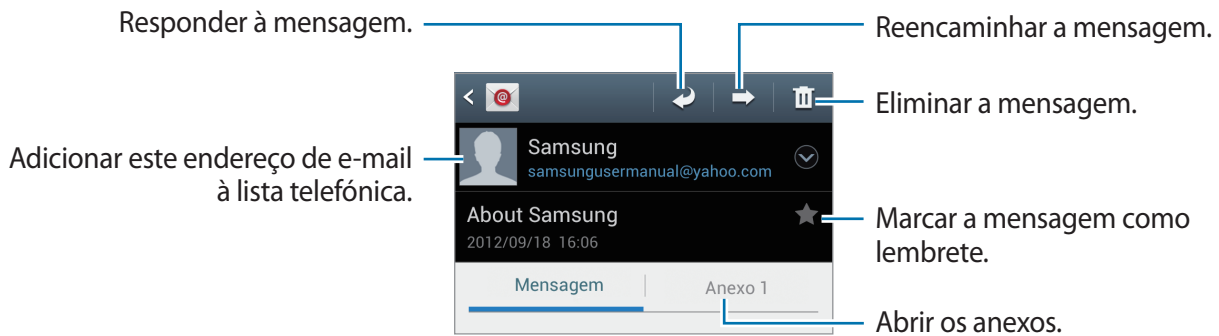 Responder à mensagem.
Reencaminhar a mensagem.
Eliminar a mensagem.
Adicionar este endereço de e-mail
à lista telefónica.
Samsung
samsungusermanual@yahoo.com
About Samsung
2012/09/18 16:06
Marcar a mensagem como
lembrete.
Mensagem
Anexo 1
Abrir os anexos.